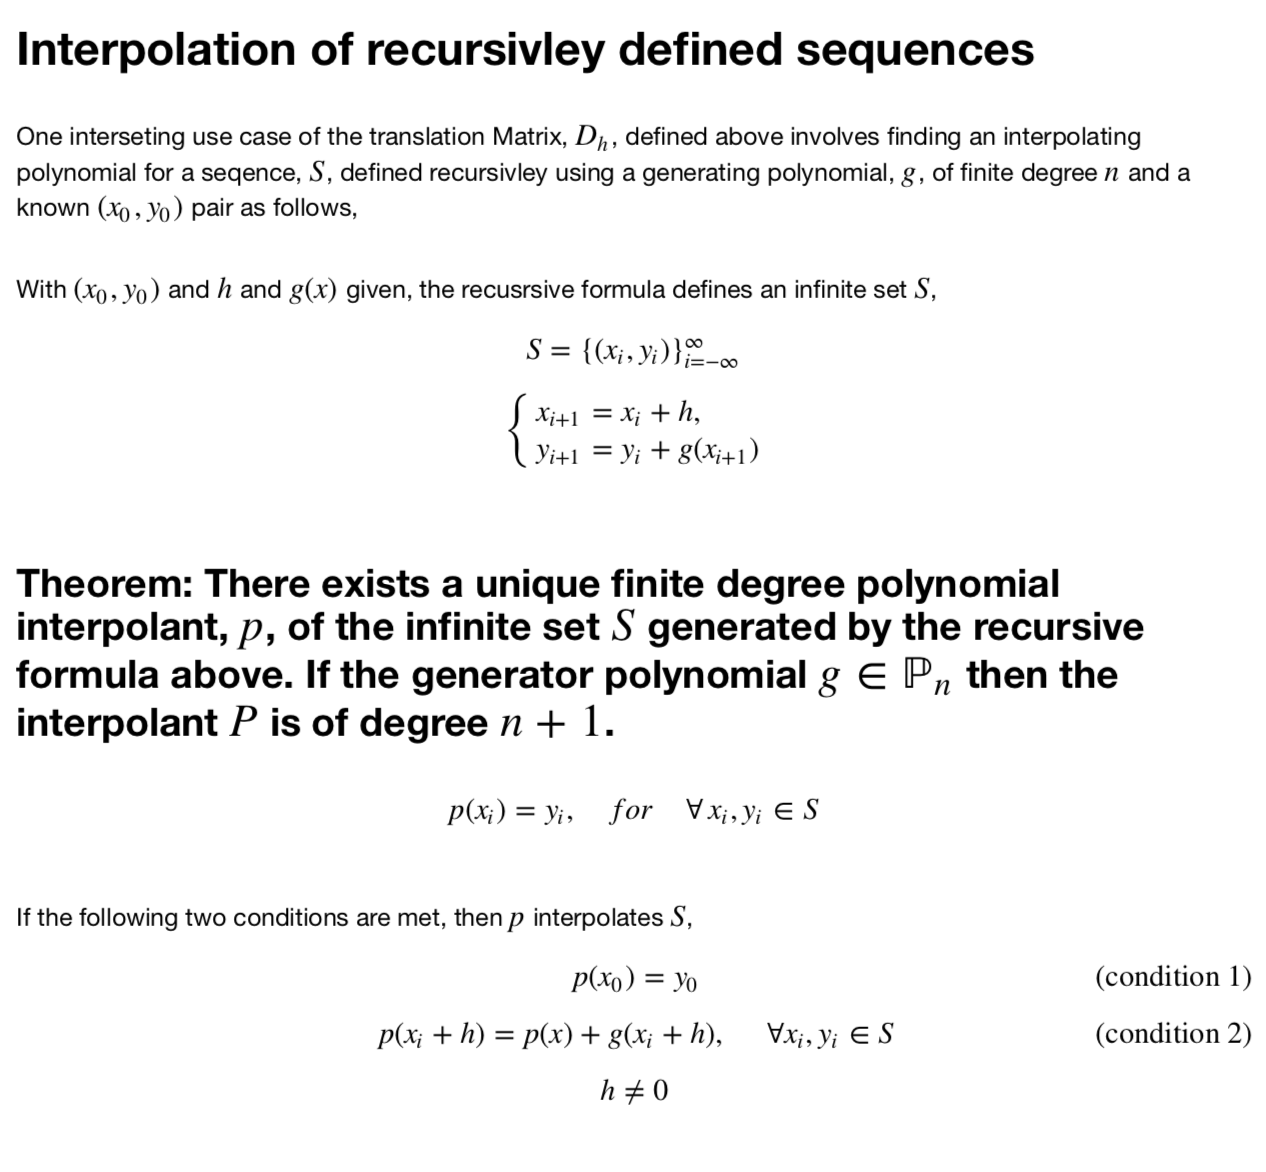 Interpolation of recursivley defined sequences
One interseting use case of the translation Matrix, $D_h$, defined above involves finding an interpolating
polynomial for a seqence, $S$, defined recursivley using a generating polynomial, $g$, of finite degree $n$ and a
known $(x_0, y_0)$ pair as follows,
With $(x_0, y_0)$ and $h$ and $g(x)$ given, the recusrsive formula defines an infinite set $S$,
$S = \{(x_i, y_i)\}_{i=-\infty}^{\infty}$
$\begin{cases} x_{i+1} = x_i + h, \\ y_{i+1} = y_i + g(x_{i+1}) \end{cases}$
Theorem: There exists a unique finite degree polynomial
interpolant, $p$, of the infinite set $S$ generated by the recursive
formula above. If the generator polynomial $g \in \mathbb{P}_n$ then the
interpolant $P$ is of degree $n + 1$.
$p(x_i) = y_i, \quad for \quad \forall x_i, y_i \in S$
If the following two conditions are met, then $p$ interpolates $S$,
$p(x_0) = y_0$ (condition 1)
$p(x_i + h) = p(x) + g(x_i + h), \quad \forall x_i, y_i \in S$ (condition 2)
$h \neq 0$